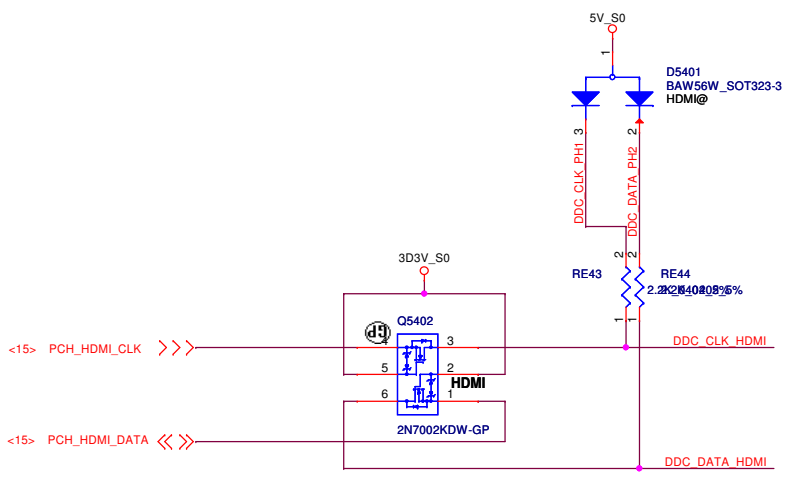 5V_S0
1
D5401
BAW56W_SOT323-3
HDMI@
3
2
DDC_CLK_PH1
DDC_DATA_PH2
3D3V_S0
2
2
RE43
RE44
1
1
Q5402
GP
4
3
5
2
HDMI
6
1
2N7002KDW-GP
<15> PCH_HDMI_CLK
DDC_CLK_HDMI
<15> PCH_HDMI_DATA
DDC_DATA_HDMI